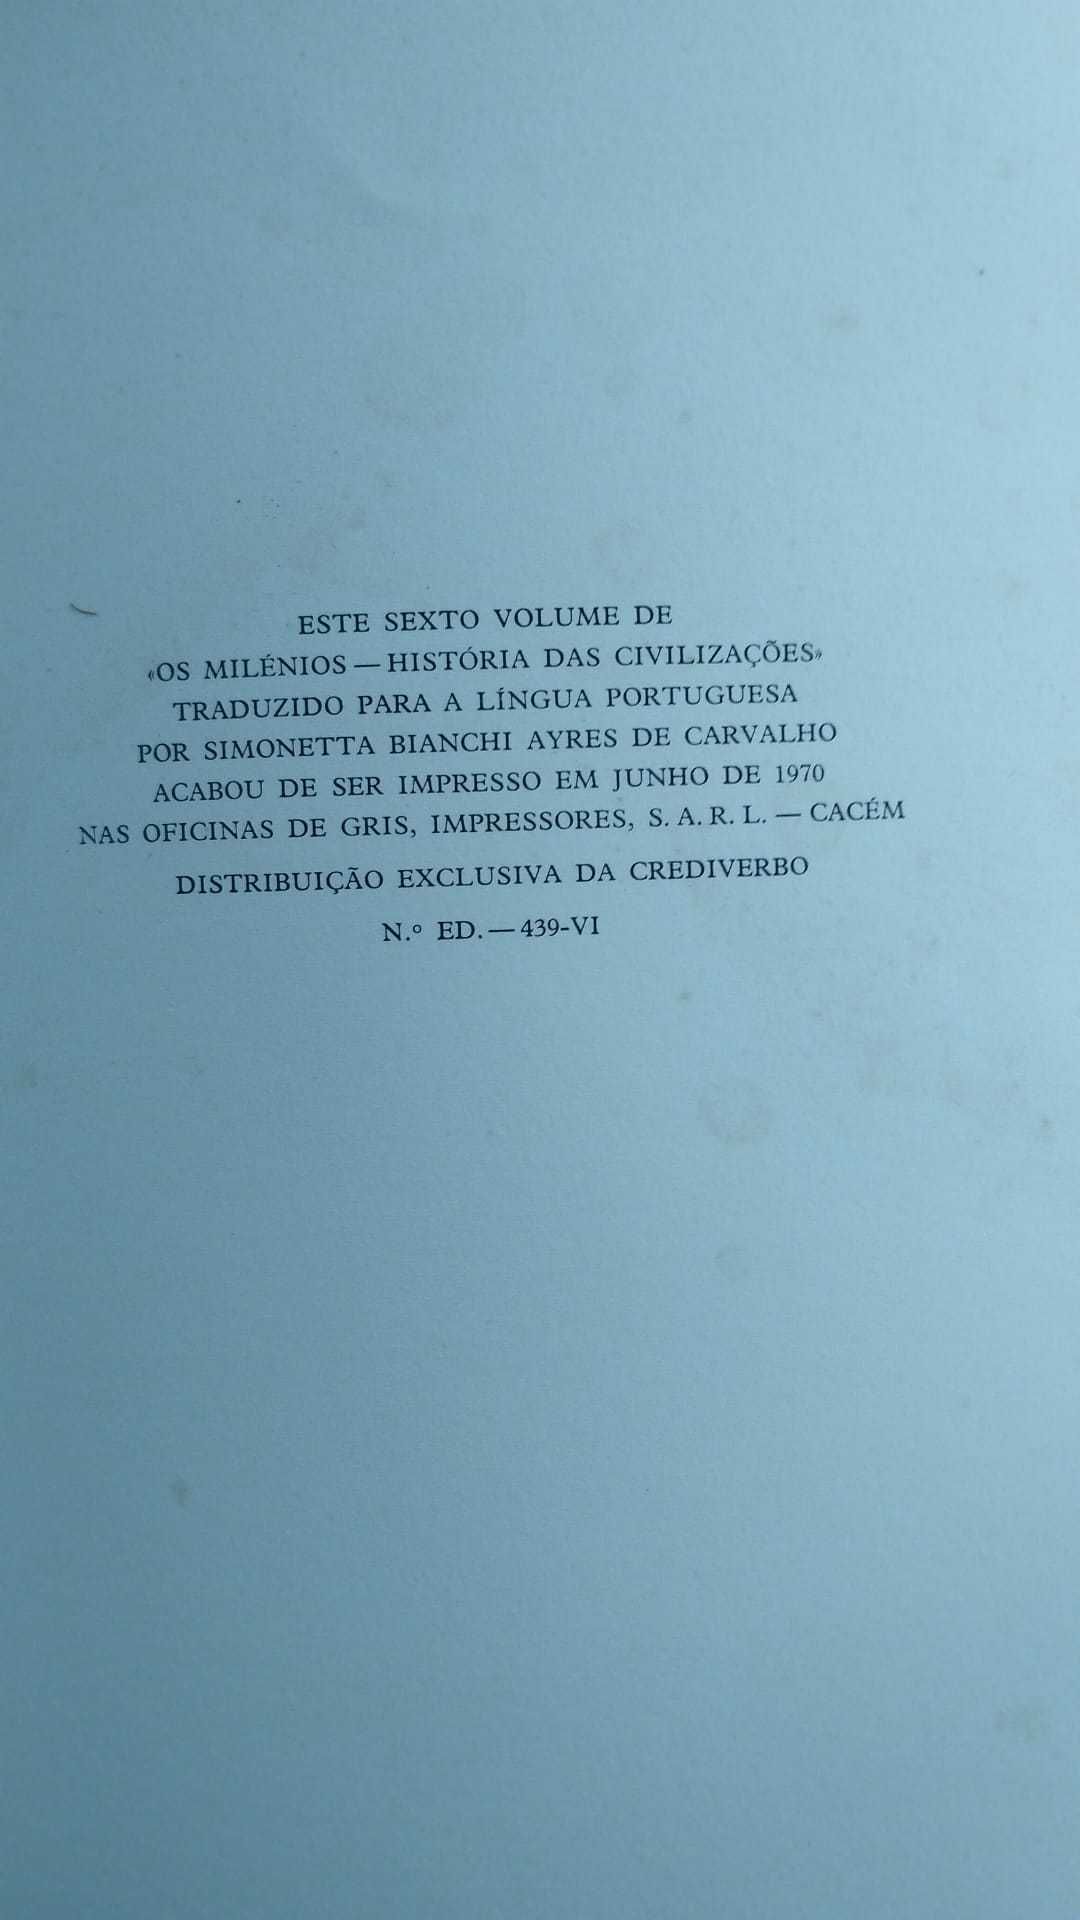 ESTE SEXTO VOLUME DE
«OS MILÉNIOS — HISTÓRIA DAS CIVILIZAÇÕES»
TRADUZIDO PARA A LÍNGUA PORTUGUESA
POR SIMONETTA BIANCHI AYRES DE CARVALHO
ACABOU DE SER IMPRESSO EM JUNHO DE 1970
NAS OFICINAS DE GRIS, IMPRESSORES, S. A. R. L. — CACÉM
DISTRIBUIÇÃO EXCLUSIVA DA CREDIVERBO
N.º ED. — 439-VI